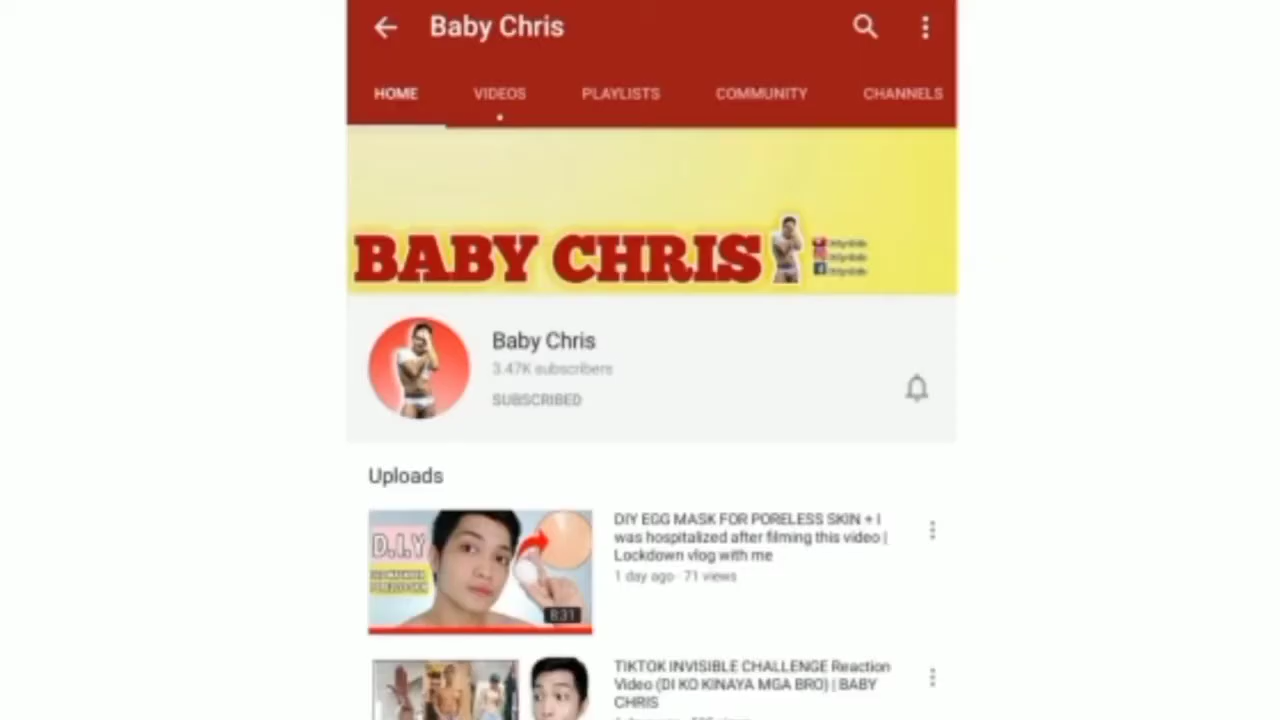 Baby Chris
HOME VIDEOS PLAYLISTS COMMUNITY CHANNELS
BABY CHRIS
Baby Chris
3.47K subscribers
SUBSCRIBED
Uploads
D.I.Y
8:31
DIY EGG MASK FOR PORELESS SKIN + I
was hospitalized after filming this video |
Lockdown vlog with me
1 day ago · 71 views
TIKTOK INVISIBLE CHALLENGE Reaction
Video (DI KO KINAYA MGA BRO) | BABY
CHRIS